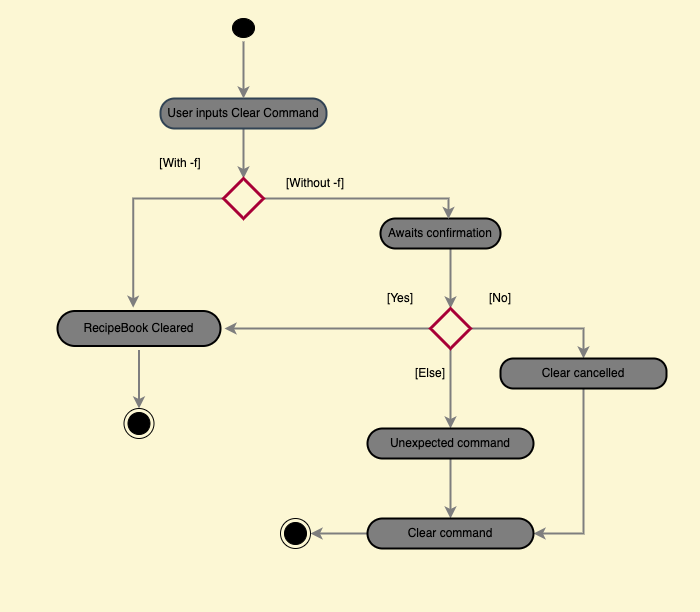 User inputs Clear Command
[With -f]
[Without -f]
Awaits confirmation
[Yes]
[No]
RecipeBook Cleared
[Else]
Clear cancelled
Unexpected command
Clear command